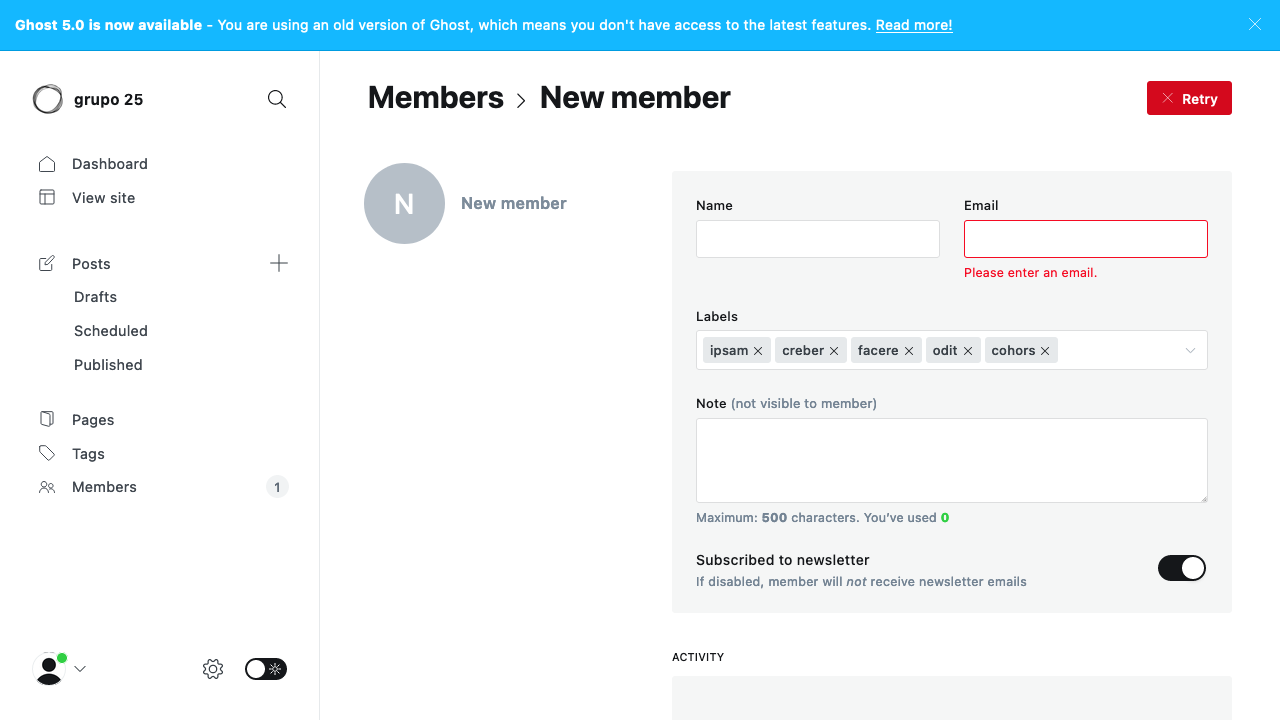 Ghost 5.0 is now available - You are using an old version of Ghost, which means you don't have access to the latest features. Read more!
grupo 25
Dashboard
View site
Posts
Drafts
Scheduled
Published
Pages
Tags
Members 1
Members > New member
Retry
N New member
Name Email
Please enter an email.
Labels
ipsam creber facere odit cohors
Note (not visible to member)
Maximum: 500 characters. You’ve used 0
Subscribed to newsletter
If disabled, member will not receive newsletter emails
ACTIVITY